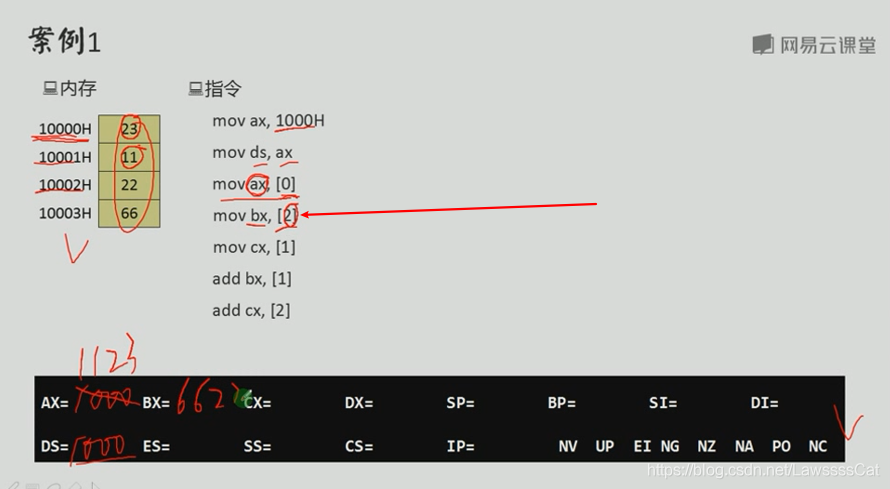 案例1
网易云课堂
内存
指令
10000H 23
10001H 11
10002H 22
10003H 66
mov ax, 1000H
mov ds, ax
mov ax, [0]
mov bx, [2]
mov cx, [1]
add bx, [1]
add cx, [2]
1123
AX= 1000 BX= 662 CX= DX= SP= BP= SI= DI=
DS= 1000 ES= SS= CS= IP= NV UP EI NG NZ NA PO NC
https://blog.csdn.net/LawssssCat